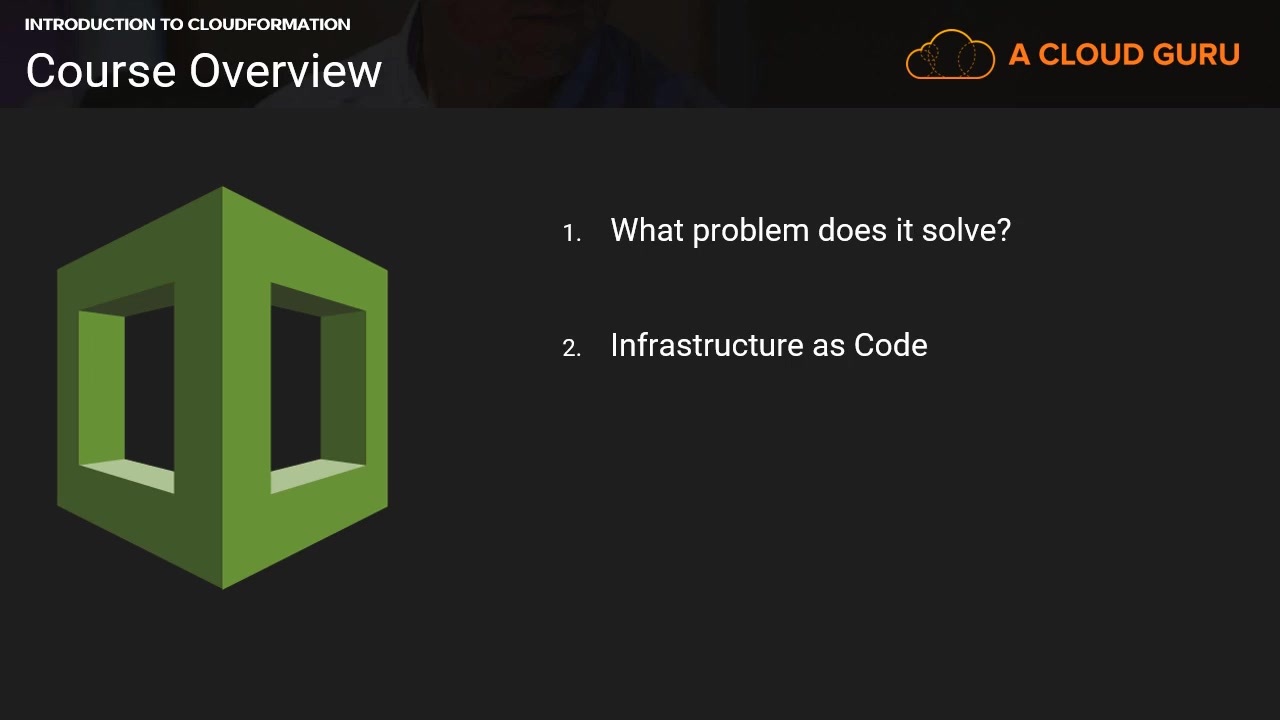 INTRODUCTION TO CLOUDFORMATION
Course Overview
A CLOUD GURU
1. What problem does it solve?
2. Infrastructure as Code